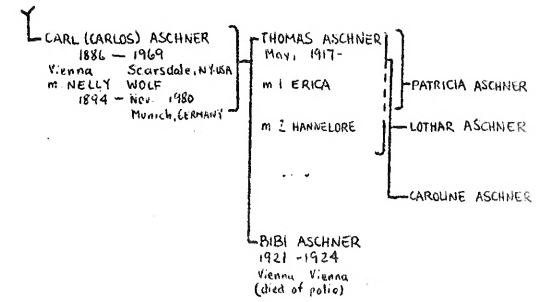 CARL (CARLOS) ASCHNER
1886 — 1969
Vienna Scarsdale, NY-USA
m NELLY WOLF
1894 — Nov. 1980
Munich, GERMANY
THOMAS ASCHNER
May, 1917-
m 1 ERICA
m 2 HANNELORE
....
BIBI ASCHNER
1921 - 1924
Vienna Vienna
(died of polio)
PATRICIA ASCHNER
LOTHAR ASCHNER
CAROLINE ASCHNER